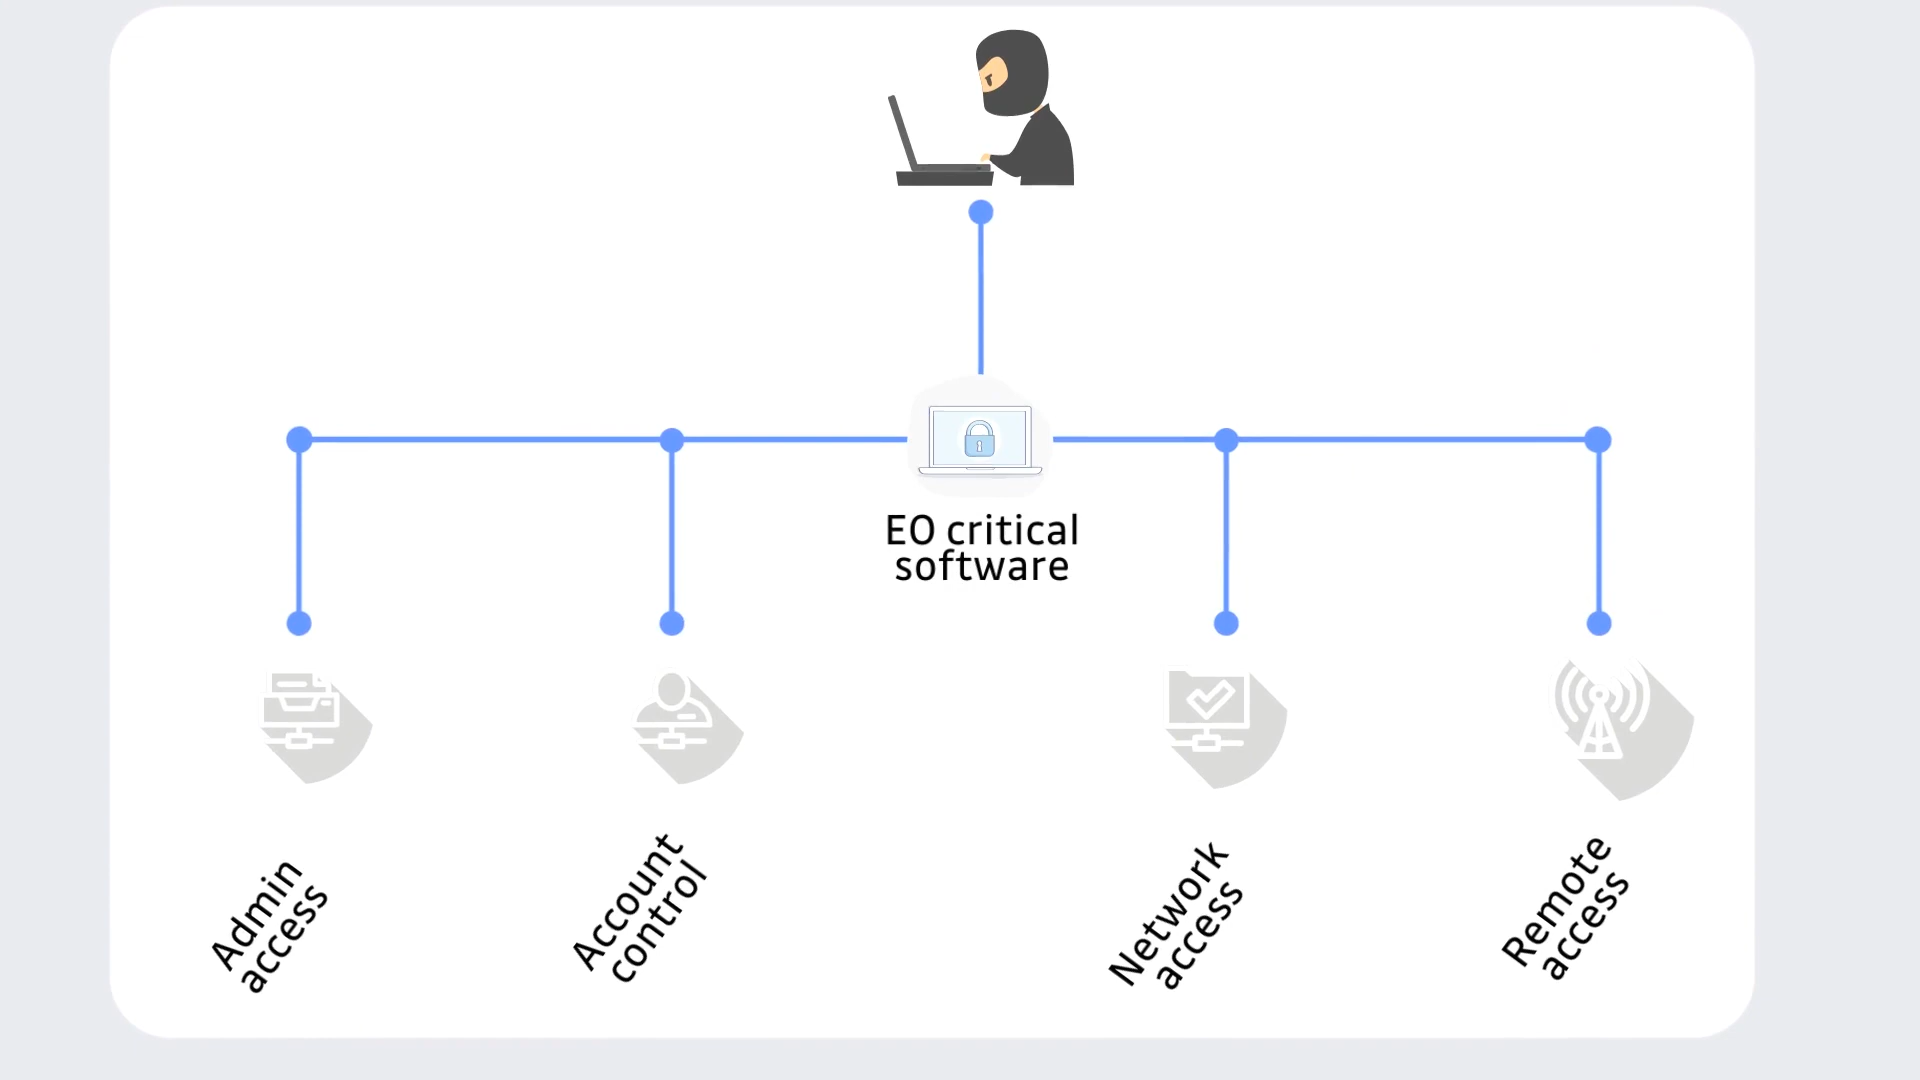 EO critical
software
Admin
access
Account
control
Network
access
Remote
access